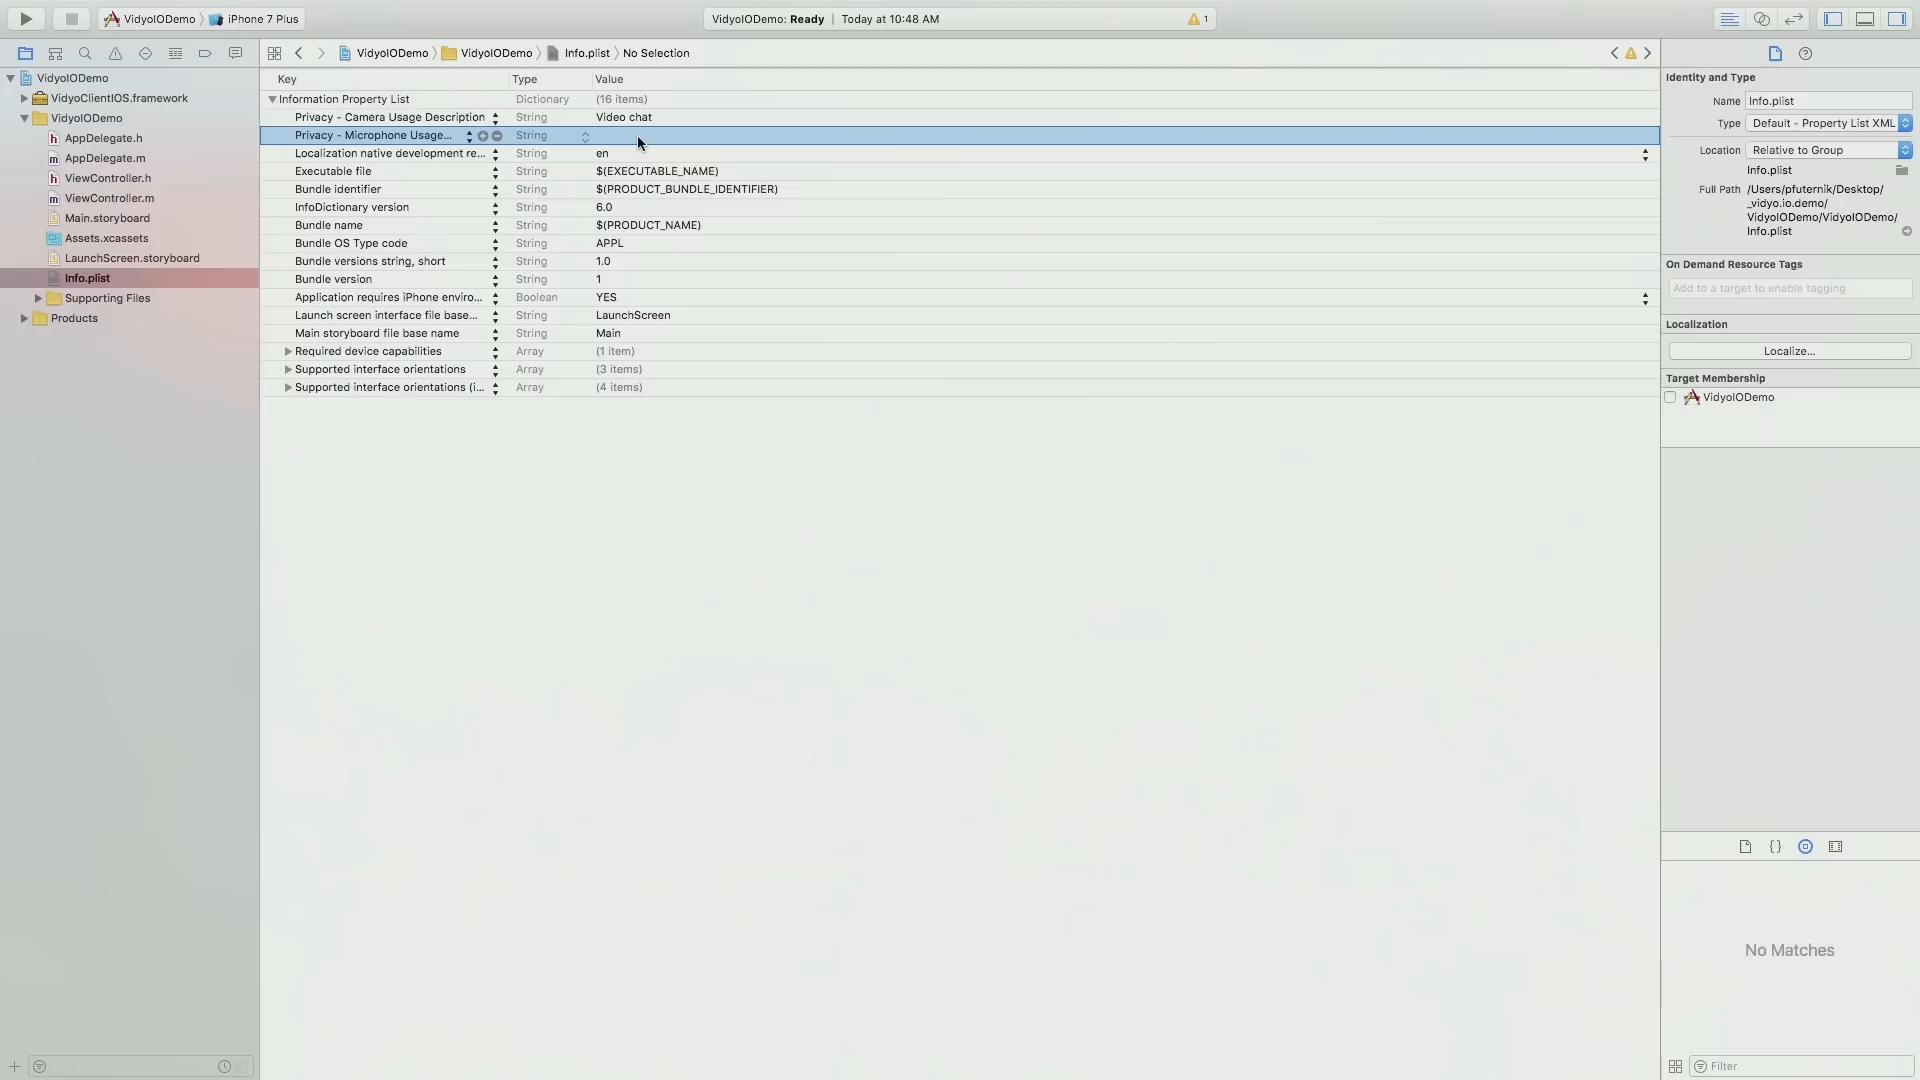 VidyoIODemo
iPhone 7 Plus
VidyoIODemo: Ready | Today at 10:48 AM
1
VidyoIODemo
VidyoClientIOS.framework
VidyoIODemo
AppDelegate.h
AppDelegate.m
ViewController.h
ViewController.m
Main.storyboard
Assets.xcassets
LaunchScreen.storyboard
Info.plist
Supporting Files
Products
VidyoIODemo
VidyoIODemo
Info.plist
No Selection
Key Type Value
Information Property List Dictionary (16 items)
Privacy - Camera Usage Description String Video chat
Privacy - Microphone Usage... String
Localization native development re... String en
Executable file String $(EXECUTABLE_NAME)
Bundle identifier String $(PRODUCT_BUNDLE_IDENTIFIER)
InfoDictionary version String 6.0
Bundle name String $(PRODUCT_NAME)
Bundle OS Type code String APPL
Bundle versions string, short String 1.0
Bundle version String 1
Application requires iPhone enviro... Boolean YES
Launch screen interface file base... String LaunchScreen
Main storyboard file base name String Main
Required device capabilities Array (1 item)
Supported interface orientations Array (3 items)
Supported interface orientations (i... Array (4 items)
Identity and Type
Name Info.plist
Type Default - Property List XML
Location Relative to Group
Info.plist
Full Path /Users/pfuternik/Desktop/
_vidyo.io.demo/
VidyoIODemo/VidyoIODemo/
Info.plist
On Demand Resource Tags
Add to a target to enable tagging
Localization
Localize...
Target Membership
VidyoIODemo
No Matches
Filter